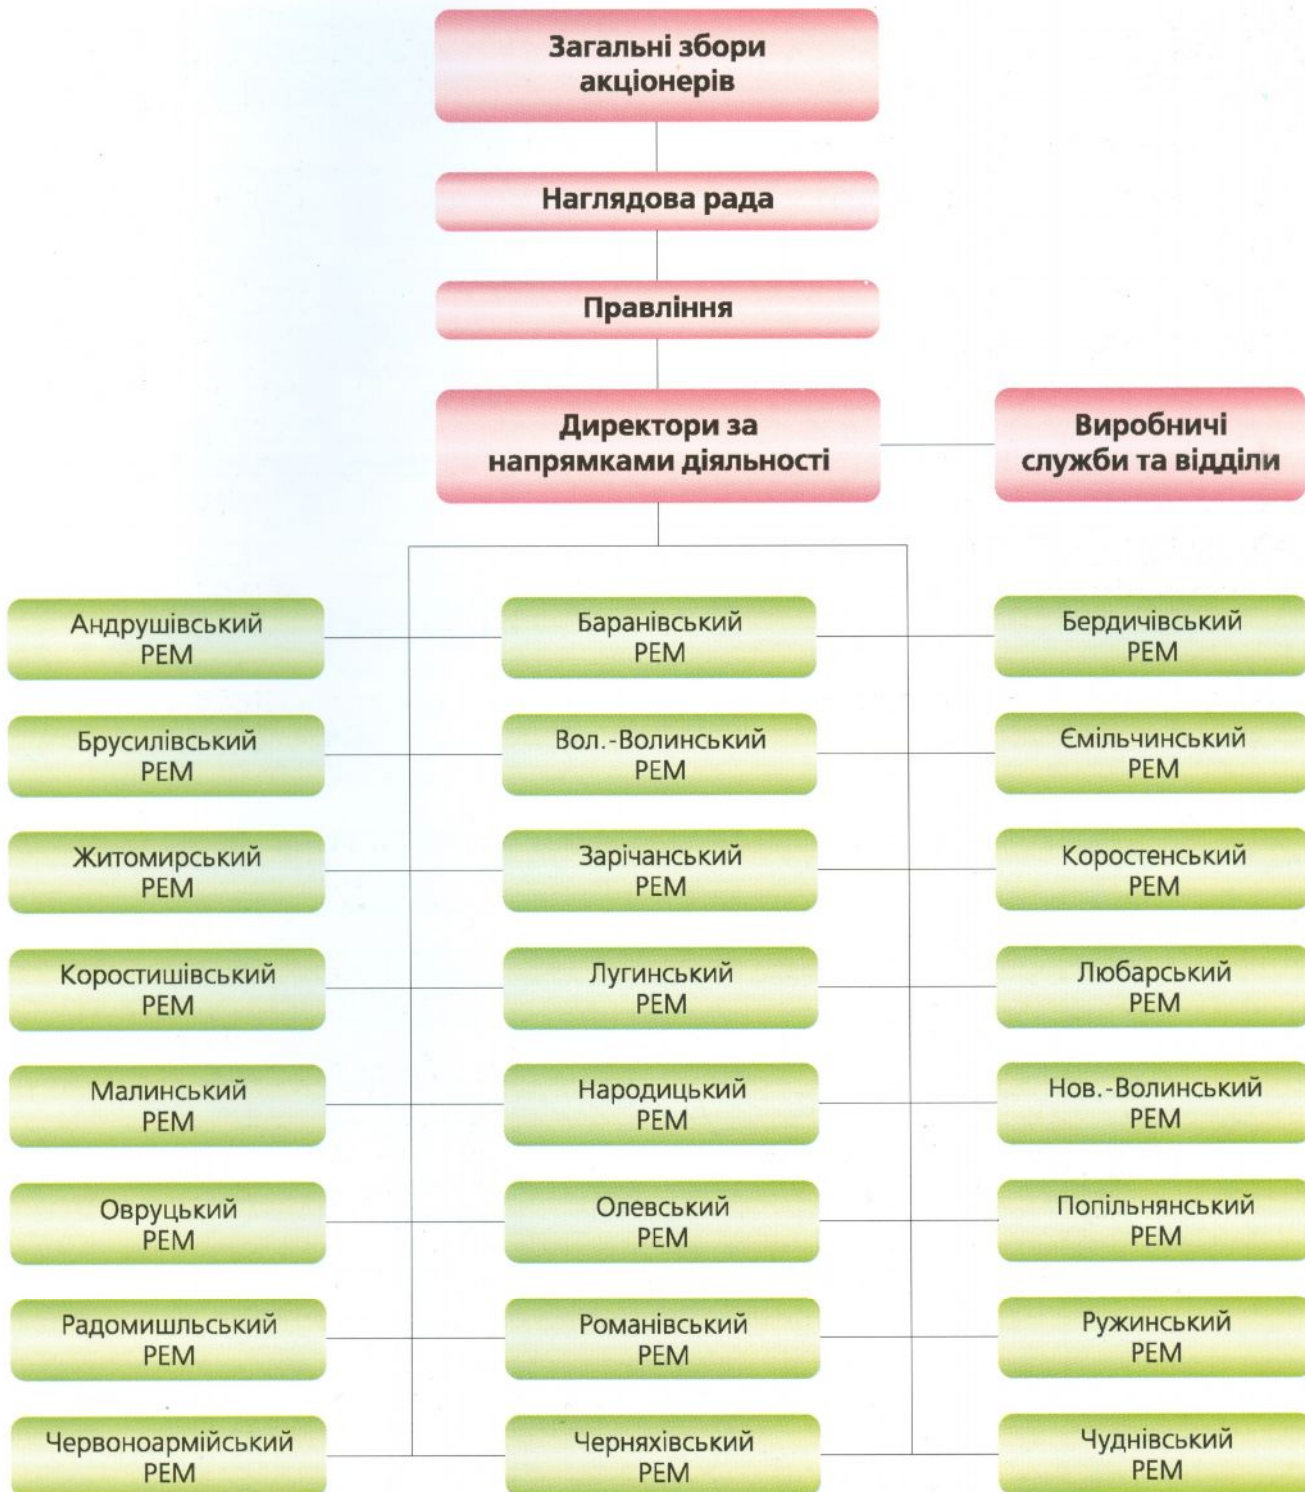 Загальні збори
акціонерів
Наглядова рада
Правління
Директори за
напрямками діяльності
Виробничі
служби та відділи
Андрушівський
РЕМ
Баранівський
РЕМ
Бердичівський
РЕМ
Брусилівський
РЕМ
Вол.-Волинський
РЕМ
Ємільчинський
РЕМ
Житомирський
РЕМ
Зарічанський
РЕМ
Коростенський
РЕМ
Коростишівський
РЕМ
Лугинський
РЕМ
Любарський
РЕМ
Малинський
РЕМ
Народицький
РЕМ
Нов.-Волинський
РЕМ
Овруцький
РЕМ
Олевський
РЕМ
Попільнянський
РЕМ
Радомишльський
РЕМ
Романівський
РЕМ
Ружинський
РЕМ
Червоноармійський
РЕМ
Черняхівський
РЕМ
Чуднівський
РЕМ